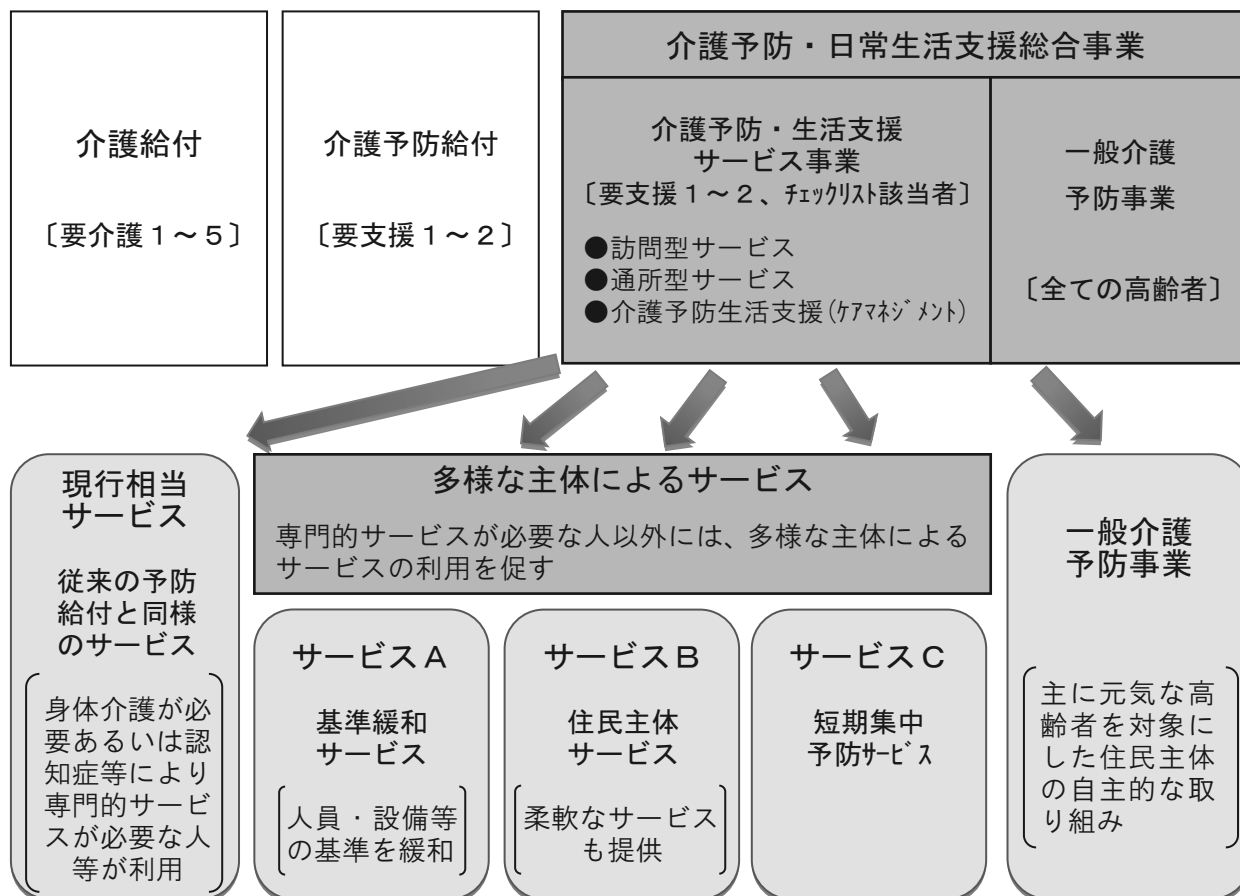 介護給付
〔要介護１～５〕
介護予防給付
〔要支援１～２〕
介護予防・日常生活支援総合事業
介護予防・生活支援
サービス事業
〔要支援１～２、ﾁｪｯｸﾘｽﾄ該当者〕
●訪問型サービス
●通所型サービス
●介護予防生活支援(ｹｱﾏﾈｼﾞﾒﾝﾄ)
一般介護
予防事業
〔全ての高齢者〕
現行相当
サービス
従来の予防
給付と同様
のサービス
身体介護が必
要あるいは認
知症等により
専門的サービ
スが必要な人
等が利用
多様な主体によるサービス
専門的サービスが必要な人以外には、多様な主体による
サービスの利用を促す
サービスＡ
基準緩和
サービス
人員・設備等
の基準を緩和
サービスＢ
住民主体
サービス
柔軟なサービス
も提供
サービスＣ
短期集中
予防ｻｰﾋﾞｽ
一般介護
予防事業
主に元気な高
齢者を対象に
した住民主体
の自主的な取
り組み